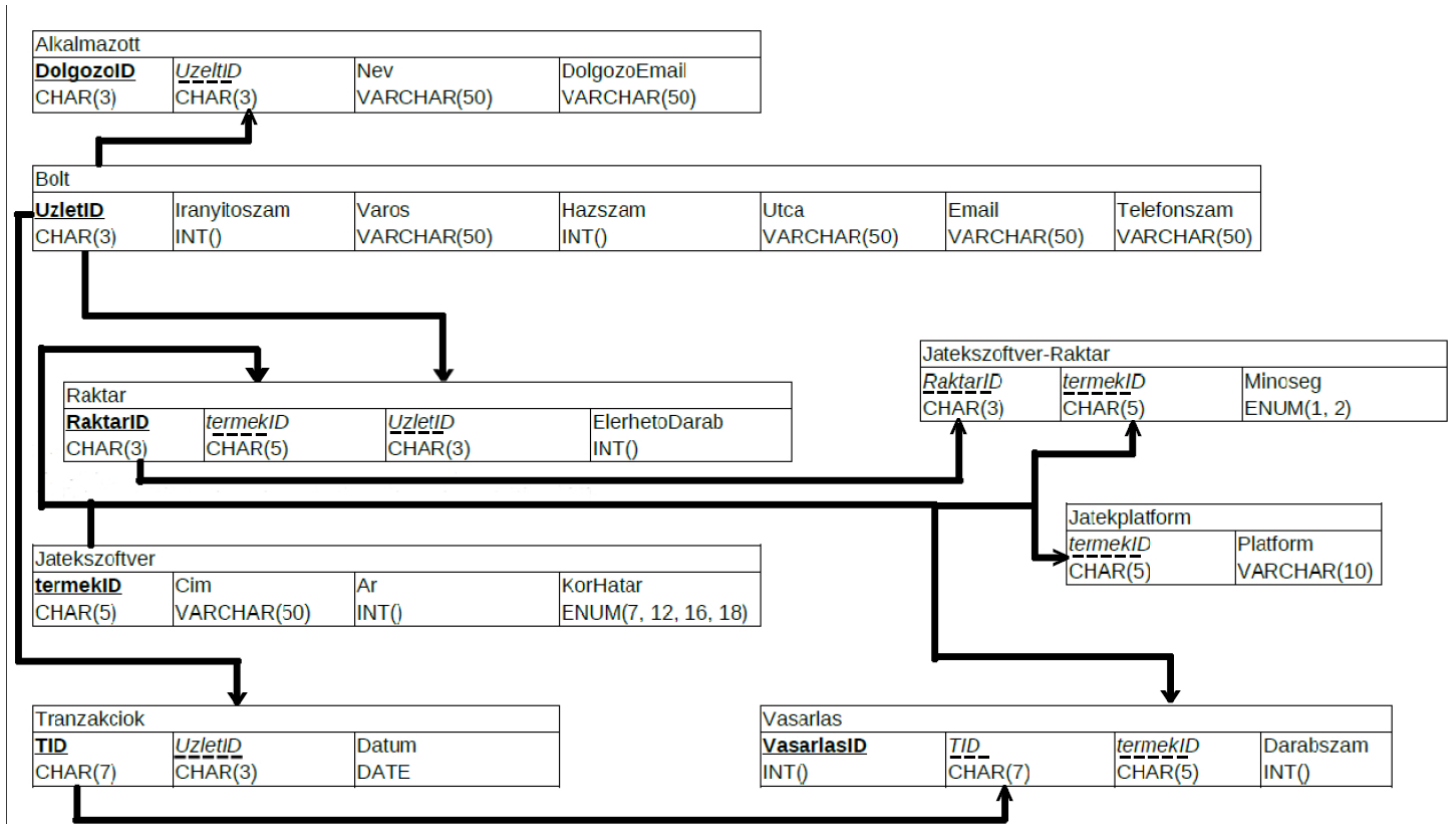 Alkalmazott
DolgozoID UzeltID Nev DolgozoEmail
CHAR(3) CHAR(3) VARCHAR(50) VARCHAR(50)
Bolt
UzletID Iranyitoszam Varos Hazszam Utca Email Telefonszam
CHAR(3) INT() VARCHAR(50) INT() VARCHAR(50) VARCHAR(50) VARCHAR(50)
Raktar
RaktarID termekID UzletID ElerhetoDarab
CHAR(3) CHAR(5) CHAR(3) INT()
Jatekszoftver-Raktar
RaktarID termekID Minoseg
CHAR(3) CHAR(5) ENUM(1, 2)
Jatekplatform
termekID Platform
CHAR(5) VARCHAR(10)
Jatekszoftver
termekID Cim Ar KorHatar
CHAR(5) VARCHAR(50) INT() ENUM(7, 12, 16, 18)
Tranzakciok
TID UzletID Datum
CHAR(7) CHAR(3) DATE
Vasarlas
VasarlasID TID termekID Darabszam
INT() CHAR(7) CHAR(5) INT()